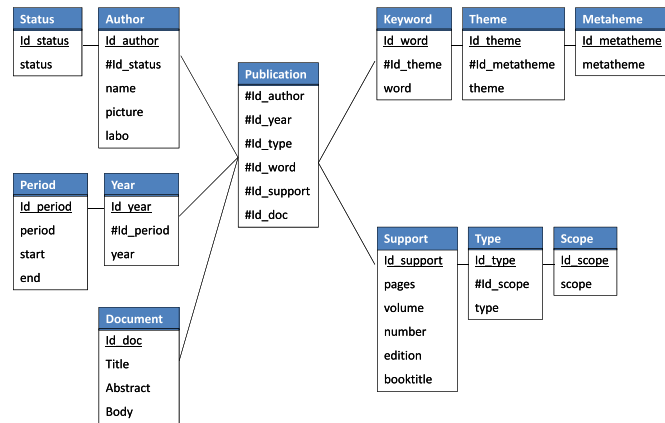 Status
Id_status
status
Author
Id_author
#Id_status
name
picture
labo
Publication
#Id_author
#Id_year
#Id_type
#Id_word
#Id_support
#Id_doc
Keyword
Id_word
#Id_theme
word
Theme
Id_theme
#Id_metatheme
theme
Metaheme
Id_metatheme
metatheme
Period
Id_period
period
start
end
Year
Id_year
#Id_period
year
Document
Id_doc
Title
Abstract
Body
Support
Id_support
pages
volume
number
edition
booktitle
Type
Id_type
#Id_scope
type
Scope
Id_scope
scope